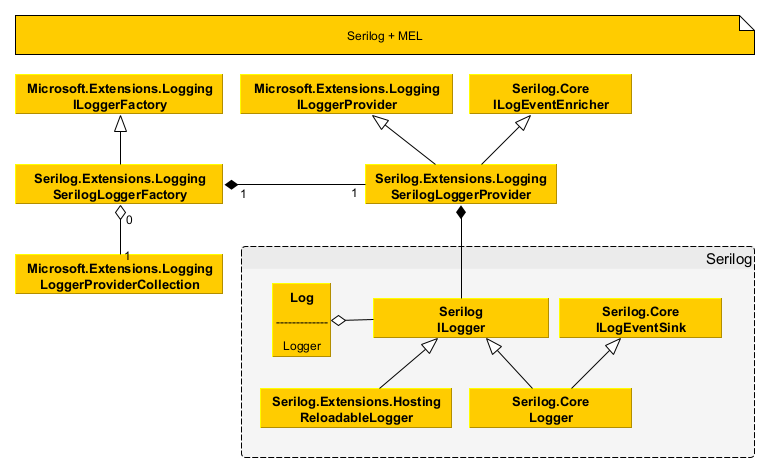 Serilog + MEL
Microsoft.Extensions.Logging
ILoggerFactory
Microsoft.Extensions.Logging
ILoggerProvider
Serilog.Core
ILogEventEnricher
Serilog.Extensions.Logging
SerilogLoggerFactory
1
1
Serilog.Extensions.Logging
SerilogLoggerProvider
0
1
Microsoft.Extensions.Logging
LoggerProviderCollection
Serilog
Log
-------------
Logger
Serilog
ILogger
Serilog.Core
ILogEventSink
Serilog.Extensions.Hosting
ReloadableLogger
Serilog.Core
Logger